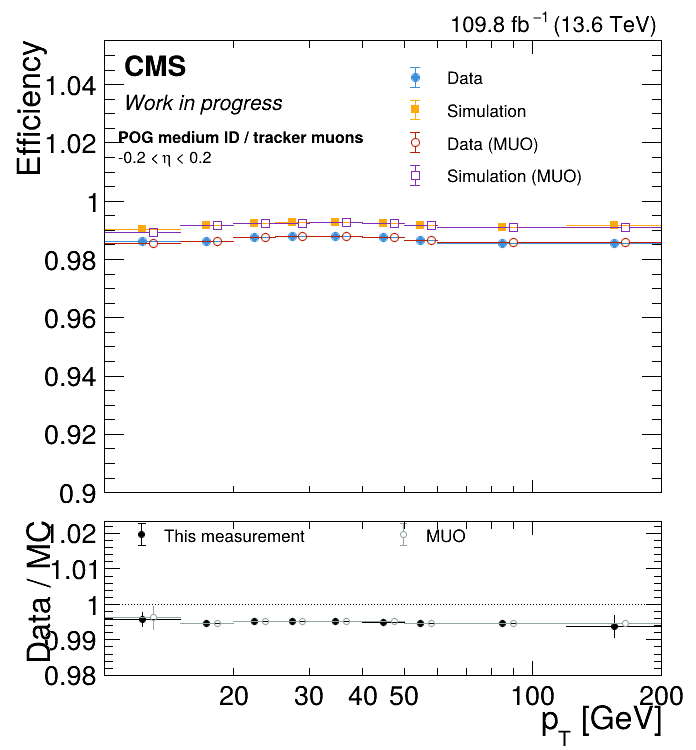 109.8 fb⁻¹ (13.6 TeV)
Efficiency
CMS
Work in progress
POG medium ID / tracker muons
-0.2 < η < 0.2
Data
Simulation
Data (MUO)
Simulation (MUO)
1.04
1.02
1
0.98
0.96
0.94
0.92
0.9
Data / MC
This measurement
MUO
1.02
1.01
1
0.99
0.98
20 30 40 50 100 200
p_T [GeV]